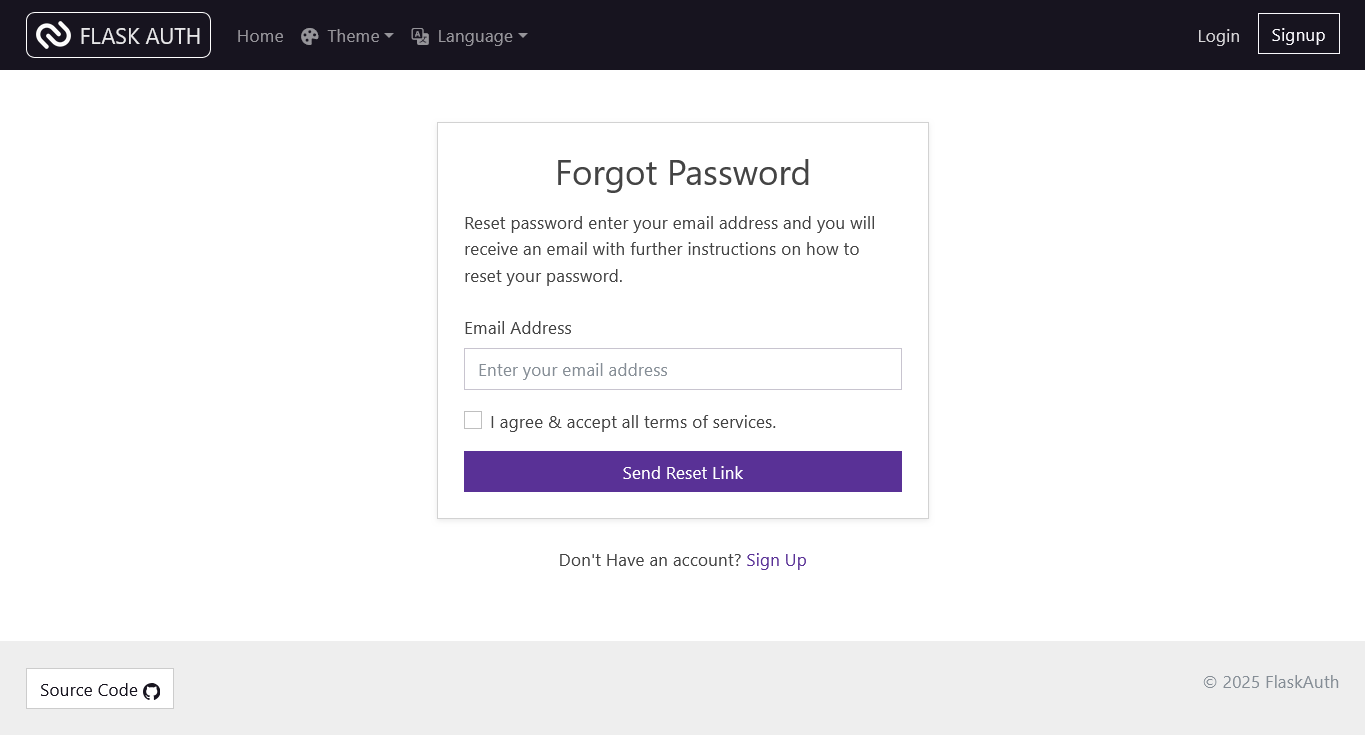 FLASK AUTH Home Theme Language Login Signup
Forgot Password
Reset password enter your email address and you will
receive an email with further instructions on how to
reset your password.
Email Address
Enter your email address
I agree & accept all terms of services.
Send Reset Link
Don't Have an account? Sign Up
Source Code
© 2025 FlaskAuth